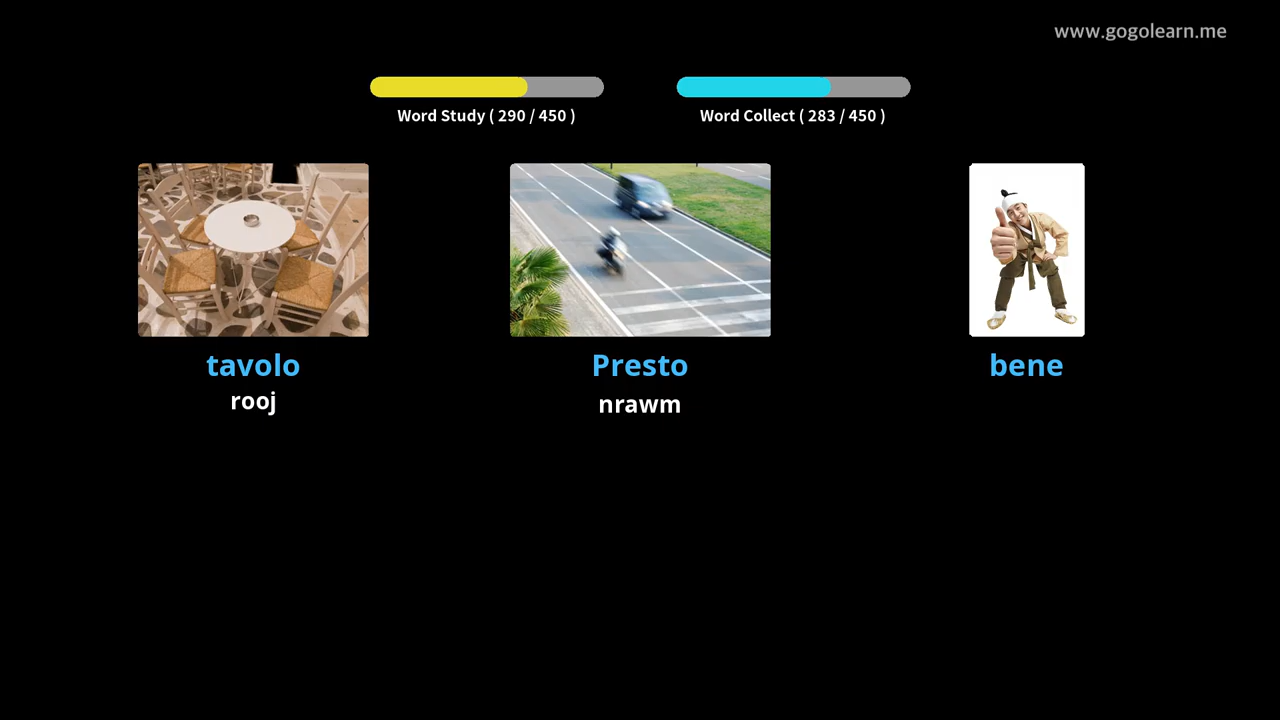 www.gogolearn.me
Word Study ( 290 / 450 )
Word Collect ( 283 / 450 )
tavolo
rooj
Presto
nrawm
bene